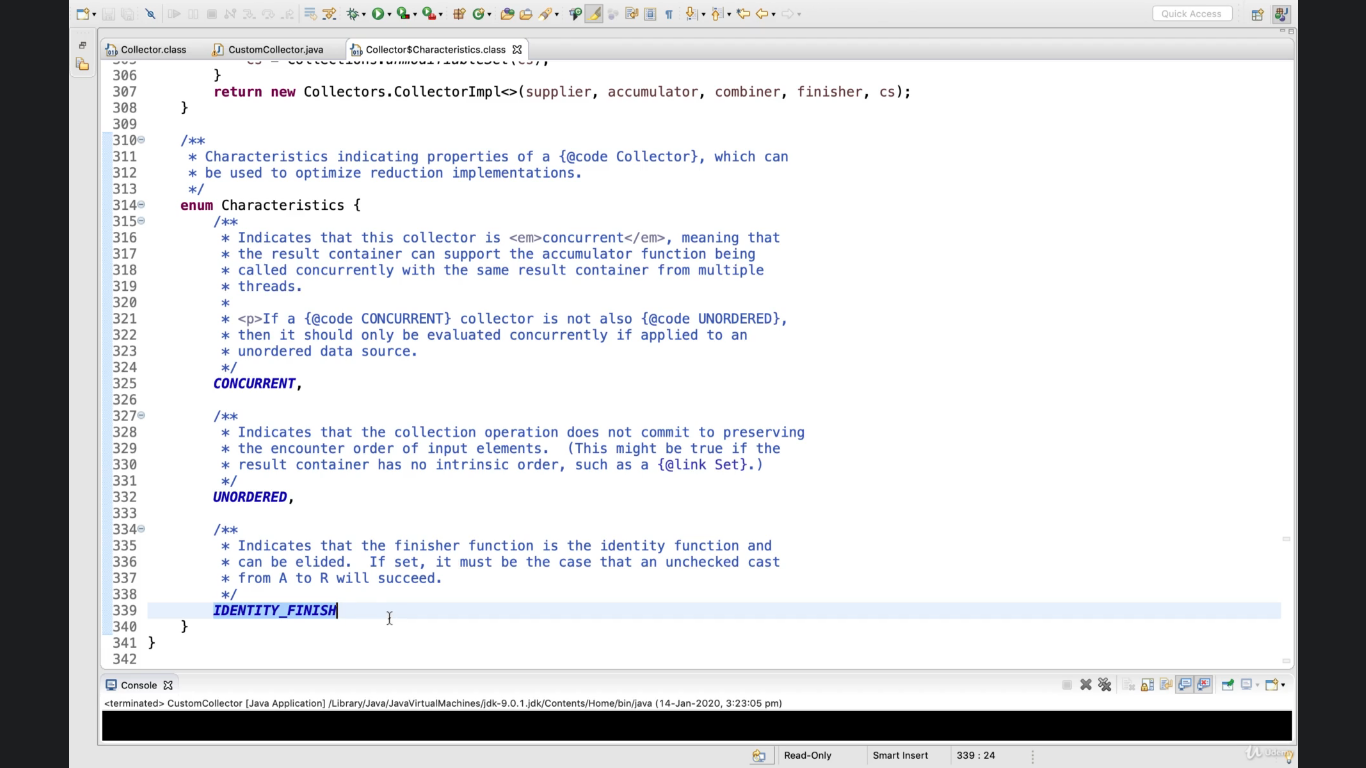 Quick Access
Collector.class
CustomCollector.java
Collector$Characteristics.class
305 cs = Collections.unmodifiableSet(cs);
306 }
307 return new Collectors.CollectorImpl<>(supplier, accumulator, combiner, finisher, cs);
308 }
309
310 /**
311 * Characteristics indicating properties of a {@code Collector}, which can
312 * be used to optimize reduction implementations.
313 */
314 enum Characteristics {
315 /**
316 * Indicates that this collector is <em>concurrent</em>, meaning that
317 * the result container can support the accumulator function being
318 * called concurrently with the same result container from multiple
319 * threads.
320 *
321 * <p>If a {@code CONCURRENT} collector is not also {@code UNORDERED},
322 * then it should only be evaluated concurrently if applied to an
323 * unordered data source.
324 */
325 CONCURRENT,
326
327 /**
328 * Indicates that the collection operation does not commit to preserving
329 * the encounter order of input elements.  (This might be true if the
330 * result container has no intrinsic order, such as a {@link Set}.)
331 */
332 UNORDERED,
333
334 /**
335 * Indicates that the finisher function is the identity function and
336 * can be elided.  If set, it must be the case that an unchecked cast
337 * from A to R will succeed.
338 */
339 IDENTITY_FINISH
340 }
341 }
342
Console
<terminated> CustomCollector [Java Application] /Library/Java/JavaVirtualMachines/jdk-9.0.1.jdk/Contents/Home/bin/java (14-Jan-2020, 3:23:05 pm)
Read-Only
Smart Insert
339 : 24
Udemy